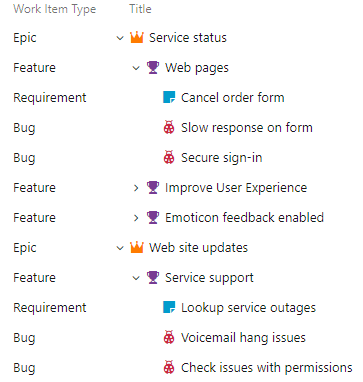 Work Item Type Title
Epic Service status
Feature Web pages
Requirement Cancel order form
Bug Slow response on form
Bug Secure sign-in
Feature Improve User Experience
Feature Emoticon feedback enabled
Epic Web site updates
Feature Service support
Requirement Lookup service outages
Bug Voicemail hang issues
Bug Check issues with permissions